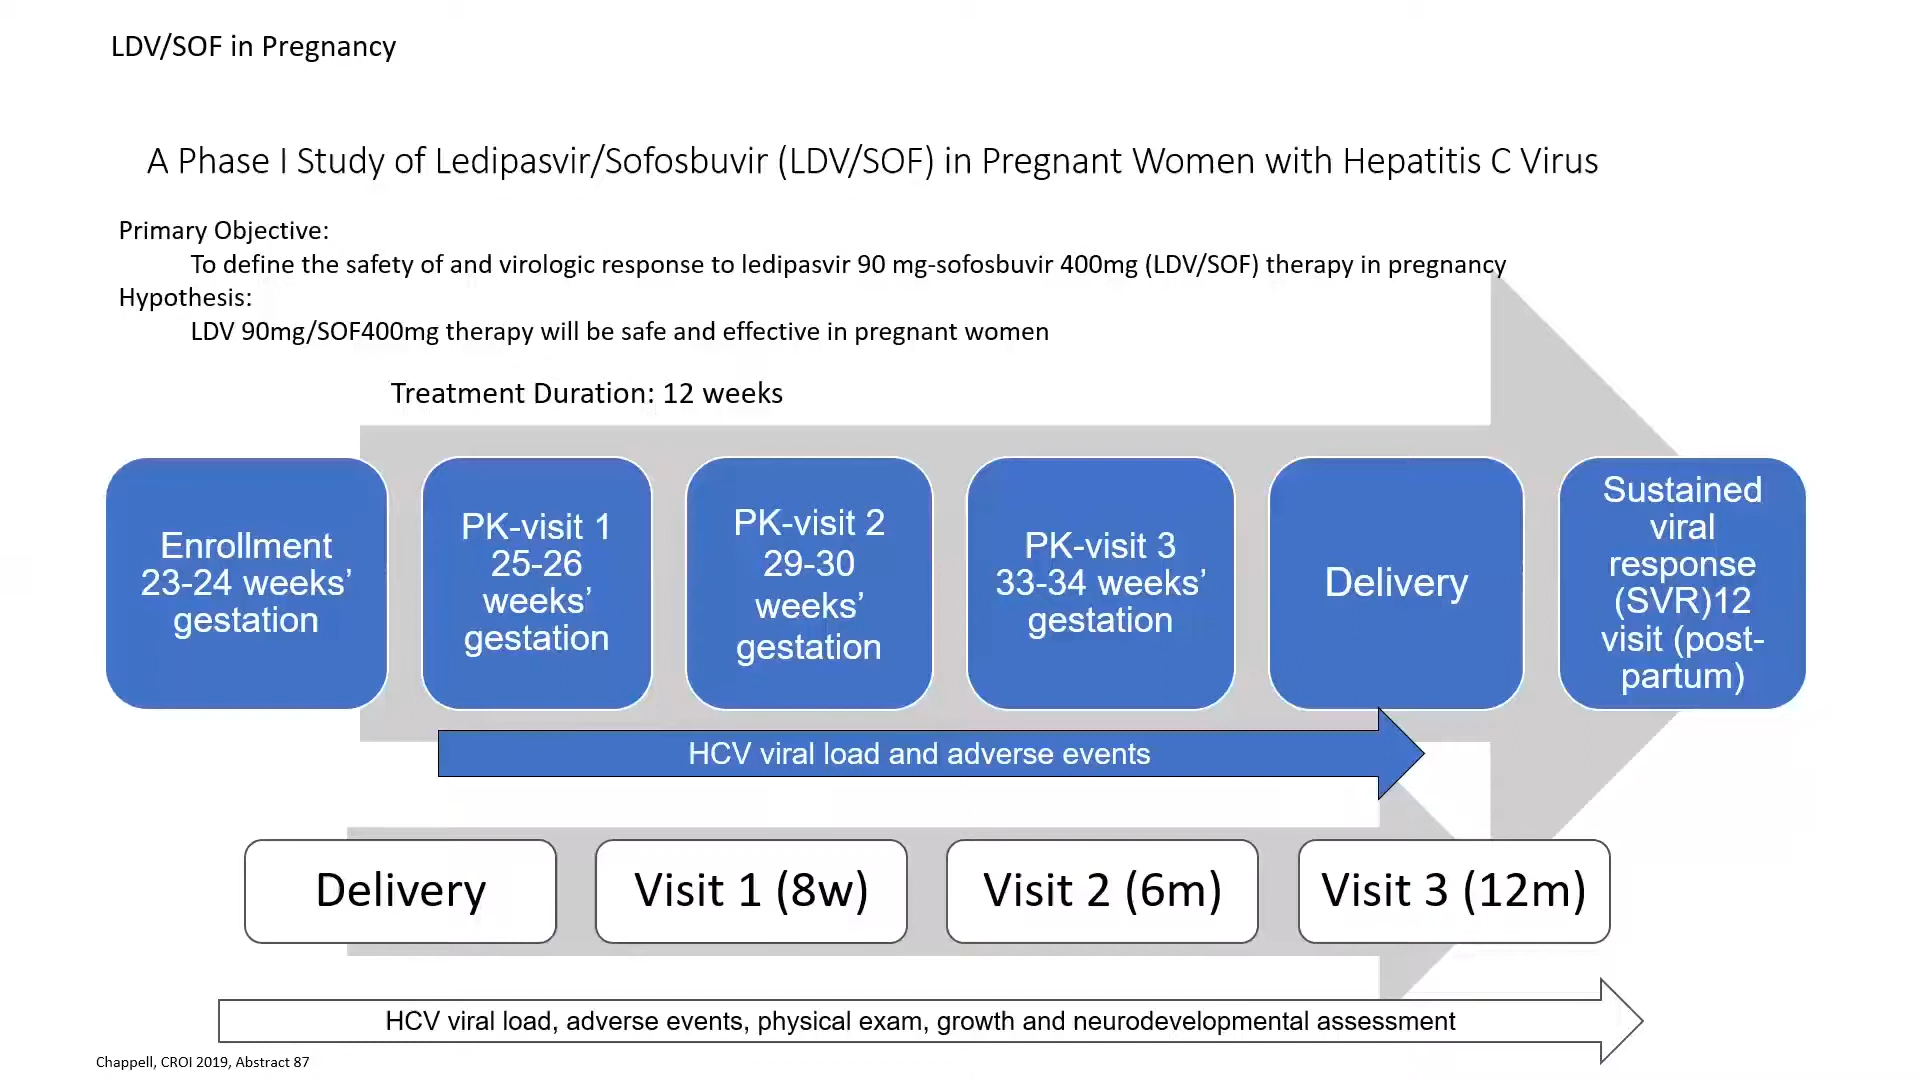 LDV/SOF in Pregnancy
A Phase I Study of Ledipasvir/Sofosbuvir (LDV/SOF) in Pregnant Women with Hepatitis C Virus
Primary Objective:
To define the safety of and virologic response to ledipasvir 90 mg-sofosbuvir 400mg (LDV/SOF) therapy in pregnancy
Hypothesis:
LDV 90mg/SOF400mg therapy will be safe and effective in pregnant women
Treatment Duration: 12 weeks
Enrollment
23-24 weeks’
gestation
PK-visit 1
25-26
weeks’
gestation
PK-visit 2
29-30
weeks’
gestation
PK-visit 3
33-34 weeks’
gestation
Delivery
Sustained
viral
response
(SVR)12
visit (post-
partum)
HCV viral load and adverse events
Delivery
Visit 1 (8w)
Visit 2 (6m)
Visit 3 (12m)
HCV viral load, adverse events, physical exam, growth and neurodevelopmental assessment
Chappell, CROI 2019, Abstract 87